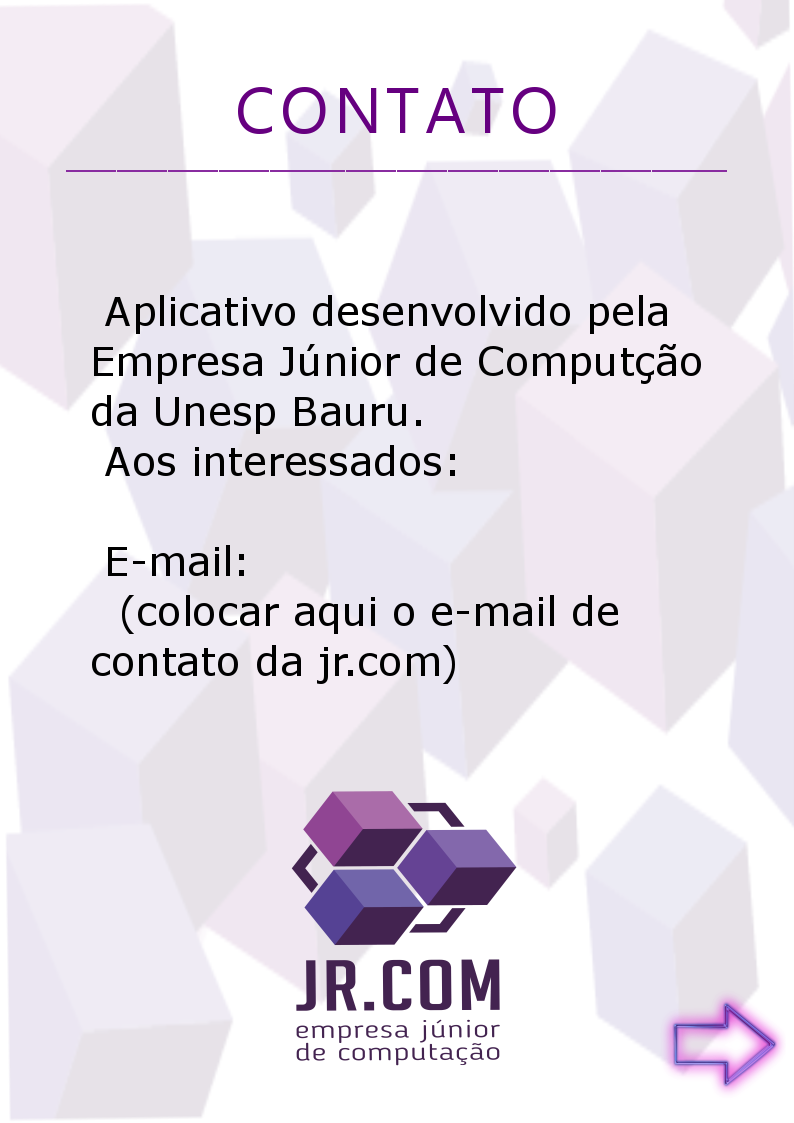 CONTATO
Aplicativo desenvolvido pela
Empresa Júnior de Computção
da Unesp Bauru.
Aos interessados:
E-mail:
(colocar aqui o e-mail de
contato da jr.com)
JR.COM
empresa júnior
de computação